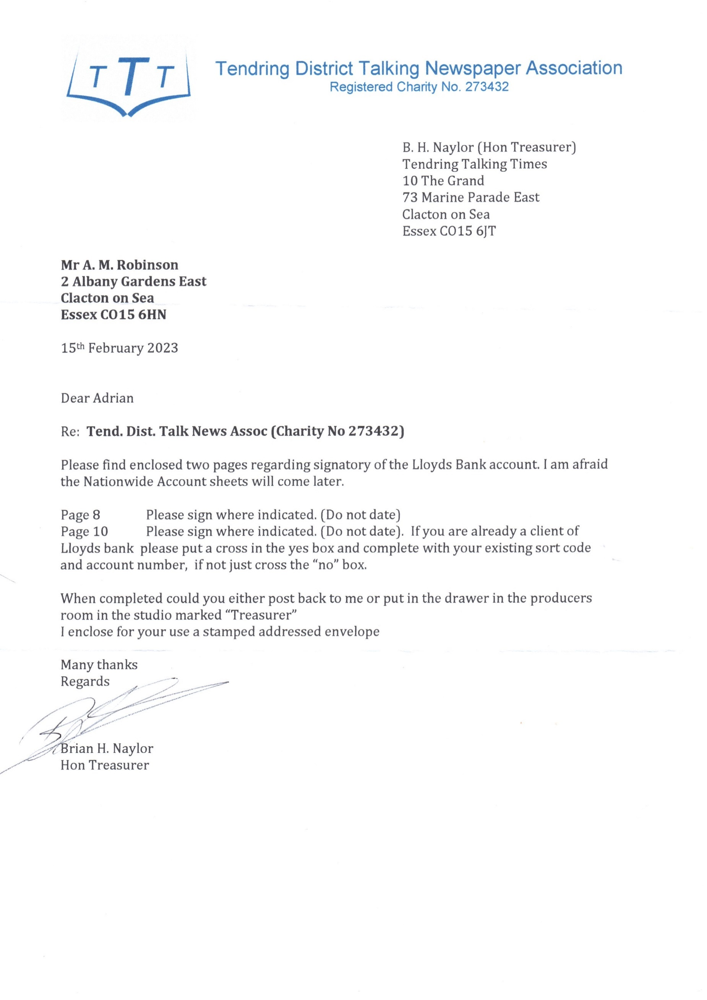 T T T
Tendring District Talking Newspaper Association
Registered Charity No. 273432
B. H. Naylor (Hon Treasurer)
Tendring Talking Times
10 The Grand
73 Marine Parade East
Clacton on Sea
Essex CO15 6JT
Mr A. M. Robinson
2 Albany Gardens East
Clacton on Sea
Essex CO15 6HN
15th February 2023
Dear Adrian
Re: Tend. Dist. Talk News Assoc (Charity No 273432)
Please find enclosed two pages regarding signatory of the Lloyds Bank account. I am afraid
the Nationwide Account sheets will come later.
Page 8 Please sign where indicated. (Do not date)
Page 10 Please sign where indicated. (Do not date). If you are already a client of
Lloyds bank please put a cross in the yes box and complete with your existing sort code
and account number, if not just cross the “no” box.
When completed could you either post back to me or put in the drawer in the producers
room in the studio marked “Treasurer”
I enclose for your use a stamped addressed envelope
Many thanks
Regards
Brian H. Naylor
Hon Treasurer